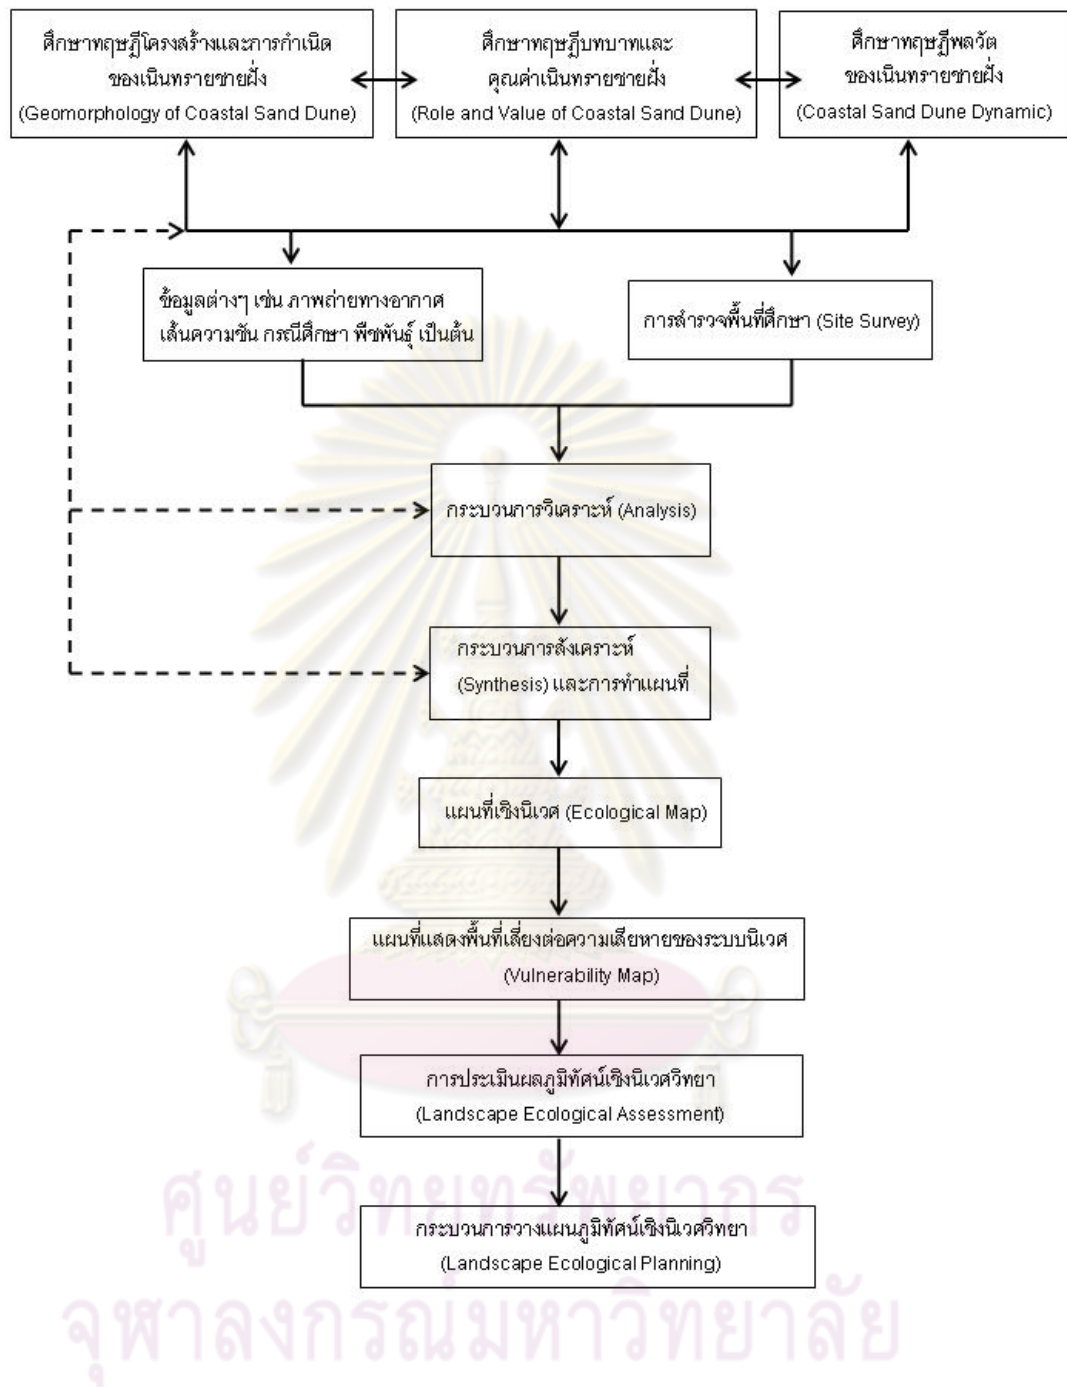 ศึกษาทฤษฎีโครงสร้างและการกำเนิด
ของเนินทรายชายฝั่ง
(Geomorphology of Coastal Sand Dune)
ศึกษาทฤษฎีบทบาทและ
คุณค่าเนินทรายชายฝั่ง
(Role and Value of Coastal Sand Dune)
ศึกษาทฤษฎีพลวัต
ของเนินทรายชายฝั่ง
(Coastal Sand Dune Dynamic)
ข้อมูลต่างๆ เช่น ภาพถ่ายทางอากาศ
เส้นความชัน กรณีศึกษา พืชพันธุ์ เป็นต้น
การสำรวจพื้นที่ศึกษา (Site Survey)
กระบวนการวิเคราะห์ (Analysis)
กระบวนการสังเคราะห์
(Synthesis) และการทำแผนที่
แผนที่เชิงนิเวศ (Ecological Map)
แผนที่แสดงพื้นที่เสี่ยงต่อความเสียหายของระบบนิเวศ
(Vulnerability Map)
การประเมินผลภูมิทัศน์เชิงนิเวศวิทยา
(Landscape Ecological Assessment)
กระบวนการวางแผนภูมิทัศน์เชิงนิเวศวิทยา
(Landscape Ecological Planning)
ศูนย์วิทยทรัพยากร
จุฬาลงกรณ์มหาวิทยาลัย